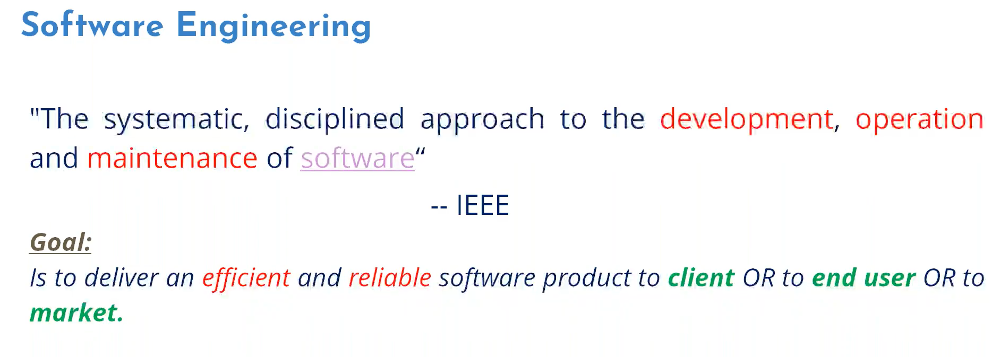 Software Engineering
"The systematic, disciplined approach to the development, operation
and maintenance of software“
-- IEEE
Goal:
Is to deliver an efficient and reliable software product to client OR to end user OR to
market.